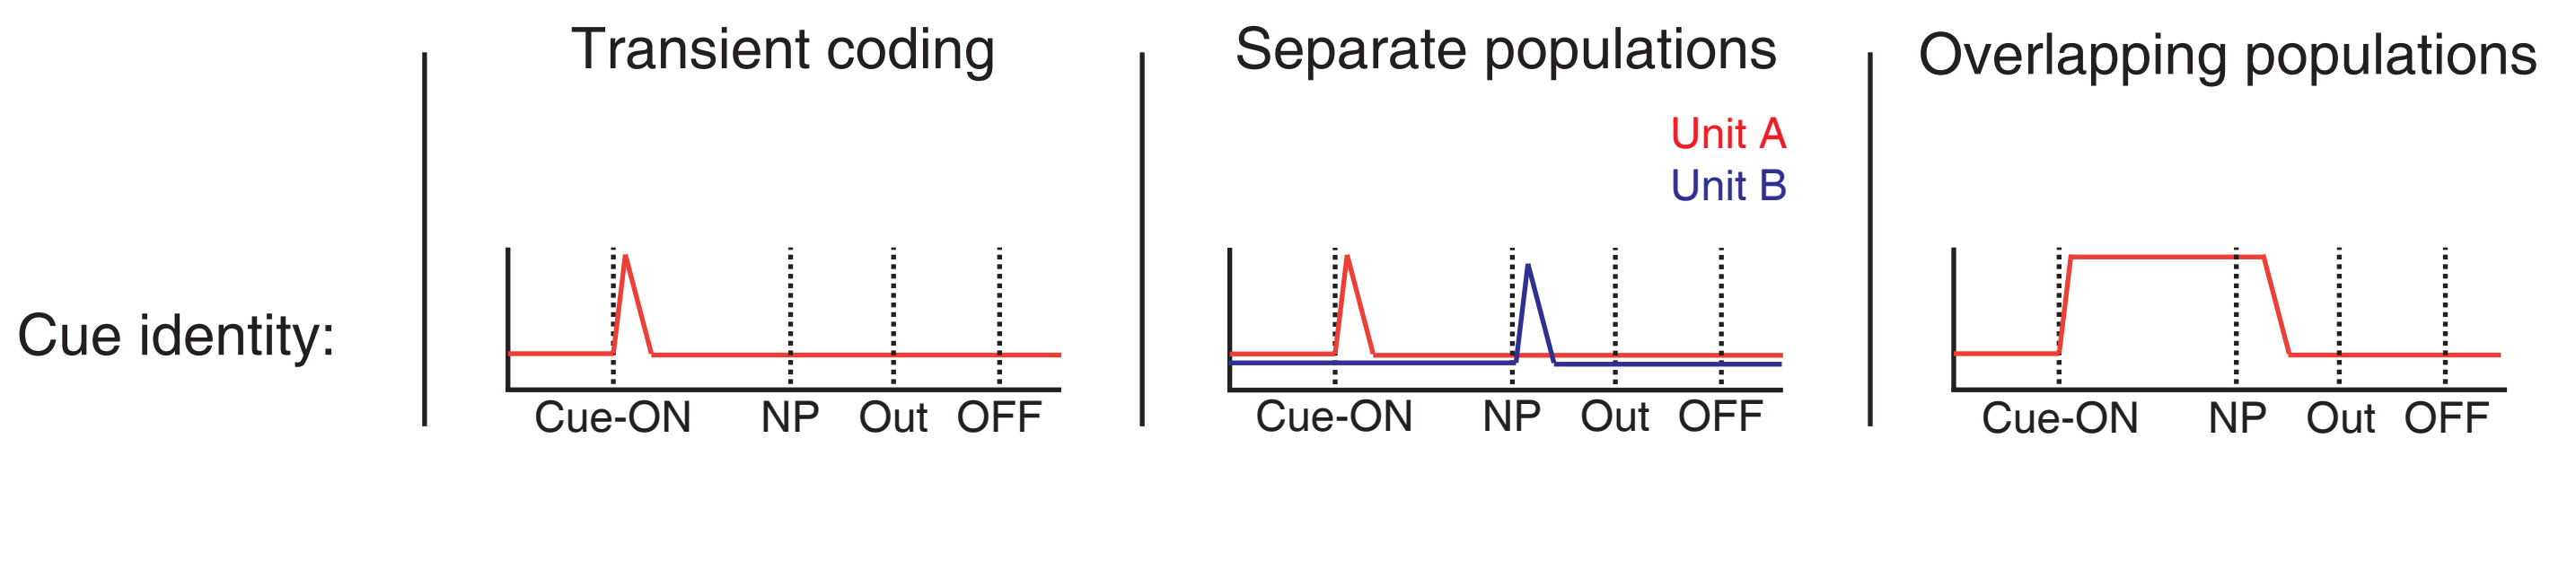 Transient coding
Separate populations
Overlapping populations
Unit A
Unit B
Cue identity:
Cue-ON NP Out OFF
Cue-ON NP Out OFF
Cue-ON NP Out OFF